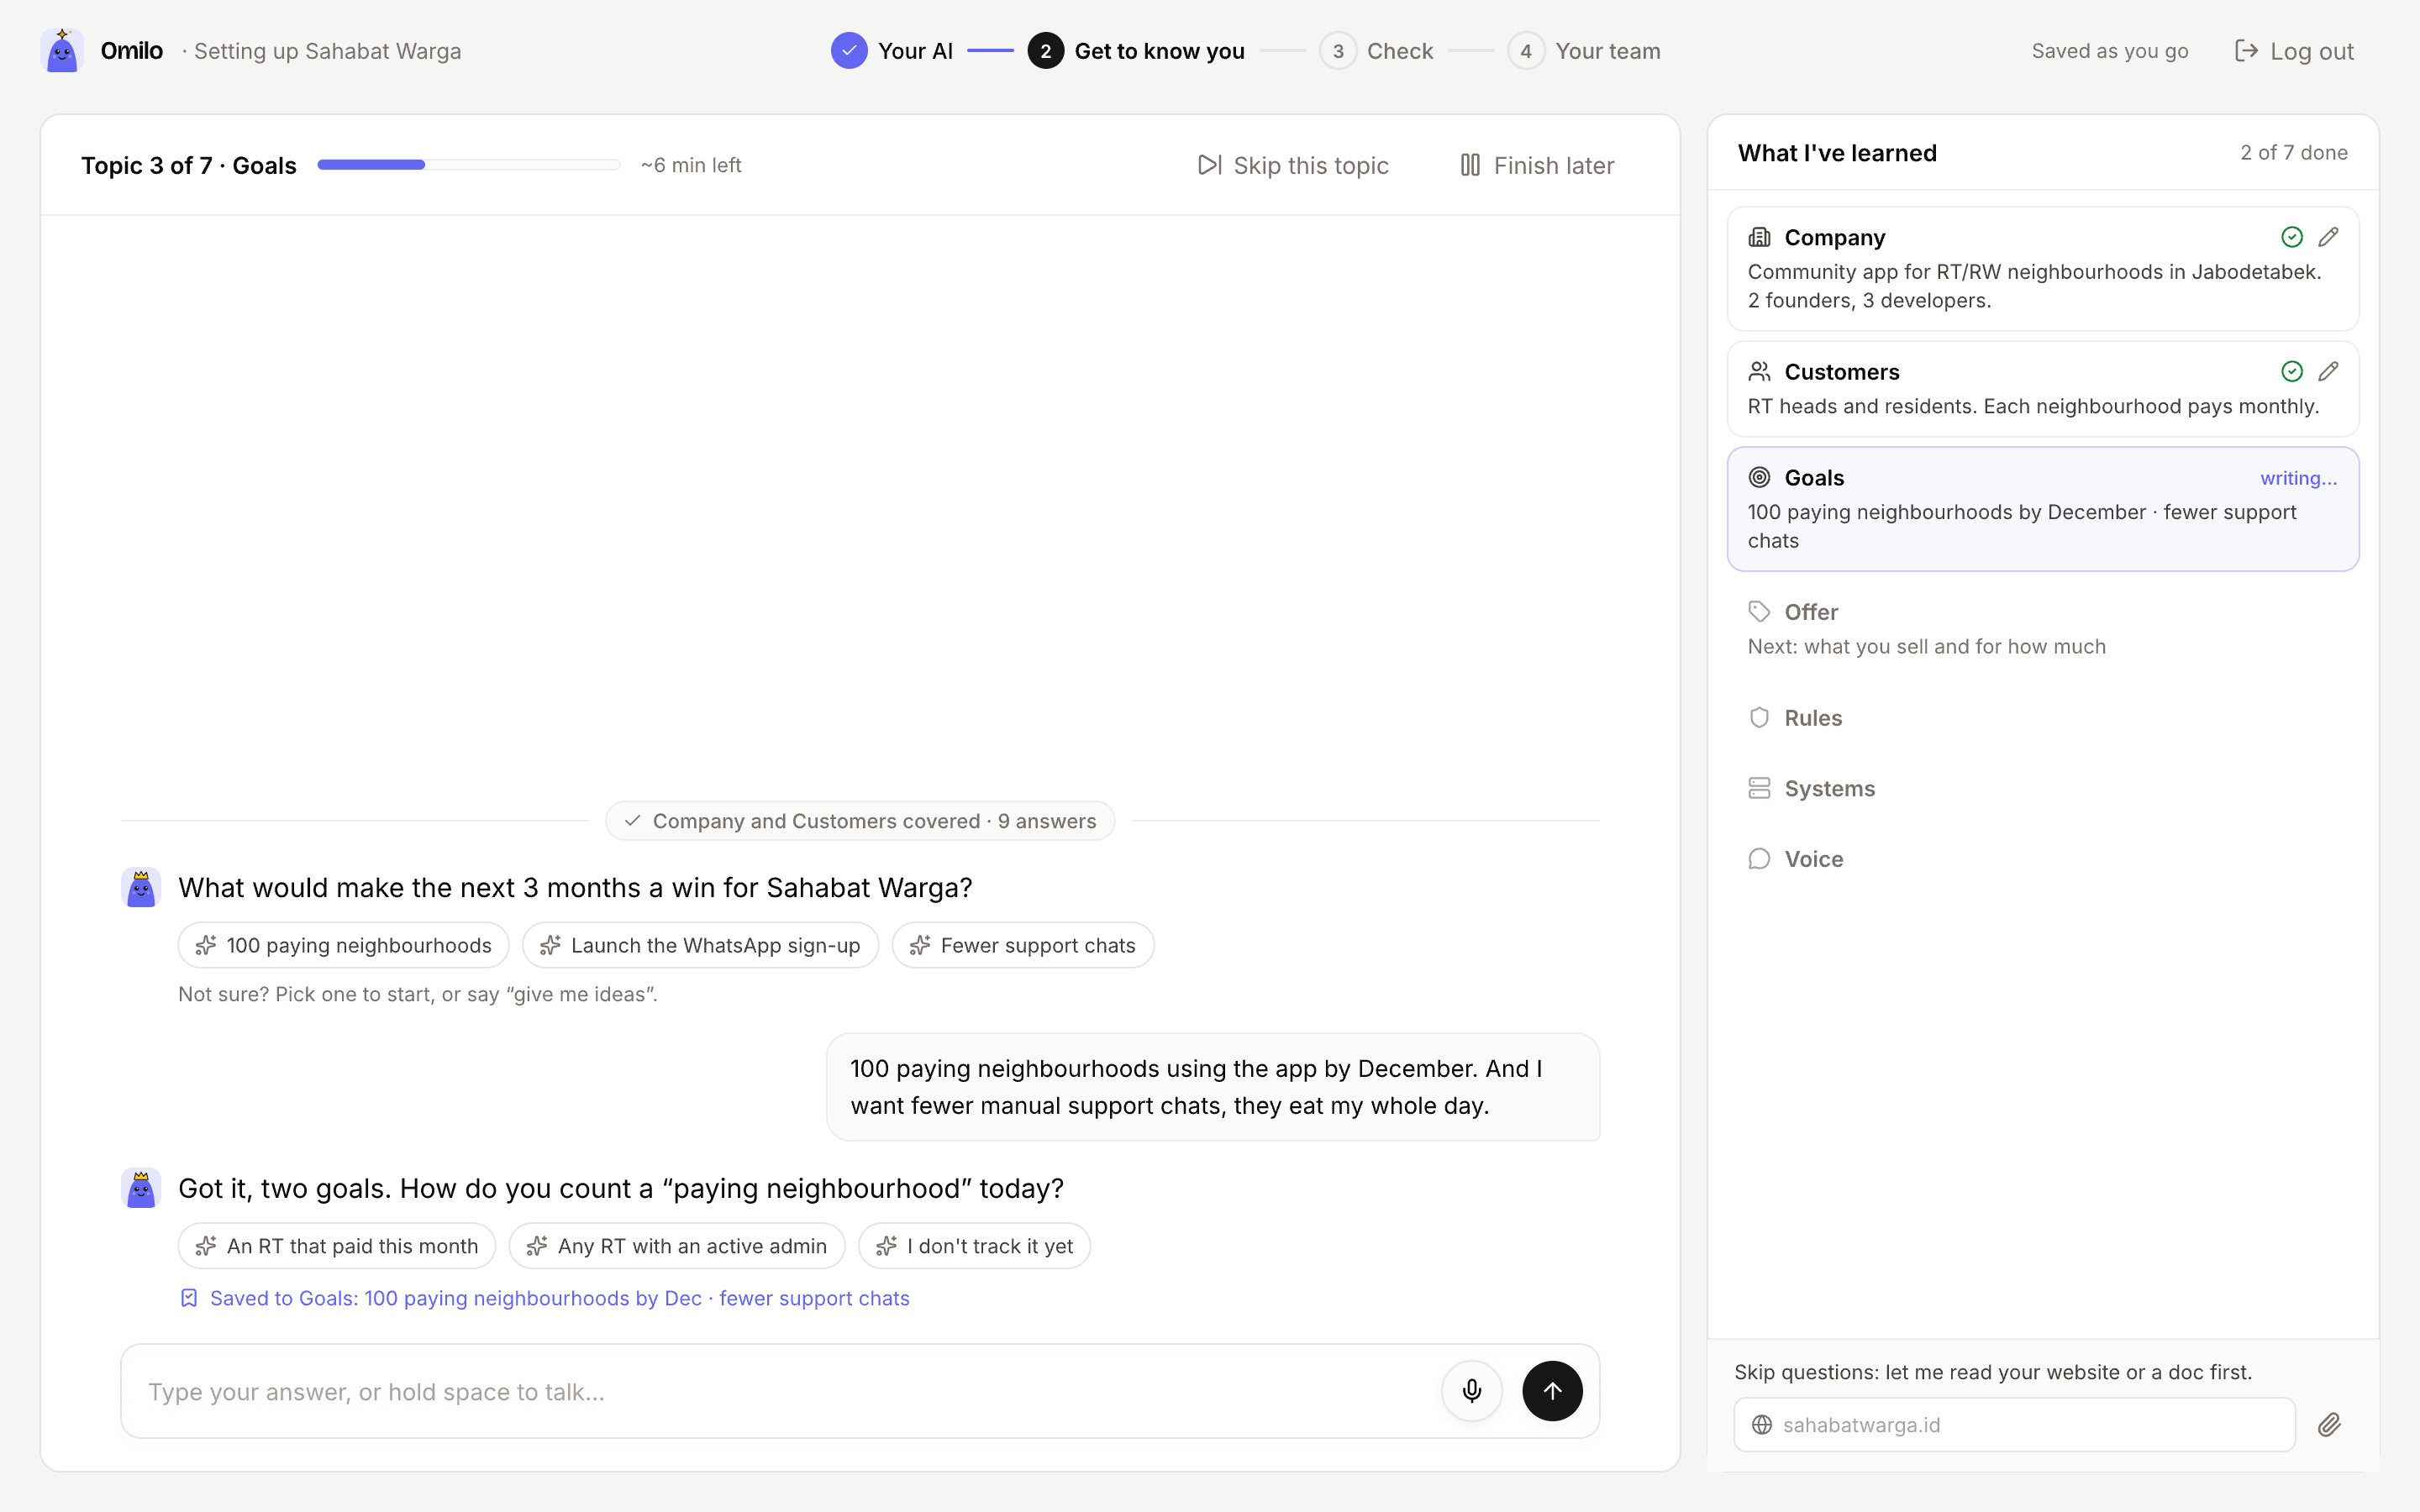 Omilo · Setting up Sahabat Warga
Your AI
2 Get to know you
3 Check
4 Your team
Saved as you go
Log out
Topic 3 of 7 · Goals
~6 min left
Skip this topic
Finish later
Company and Customers covered · 9 answers
What would make the next 3 months a win for Sahabat Warga?
100 paying neighbourhoods
Launch the WhatsApp sign-up
Fewer support chats
Not sure? Pick one to start, or say “give me ideas”.
100 paying neighbourhoods using the app by December. And I
want fewer manual support chats, they eat my whole day.
Got it, two goals. How do you count a “paying neighbourhood” today?
An RT that paid this month
Any RT with an active admin
I don't track it yet
Saved to Goals: 100 paying neighbourhoods by Dec · fewer support chats
Type your answer, or hold space to talk...
What I've learned
2 of 7 done
Company
Community app for RT/RW neighbourhoods in Jabodetabek.
2 founders, 3 developers.
Customers
RT heads and residents. Each neighbourhood pays monthly.
Goals
writing...
100 paying neighbourhoods by December · fewer support
chats
Offer
Next: what you sell and for how much
Rules
Systems
Voice
Skip questions: let me read your website or a doc first.
sahabatwarga.id